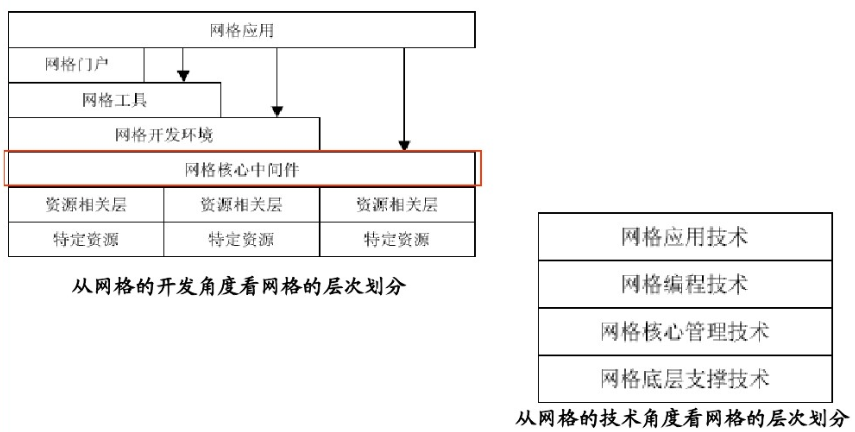 网格应用
网格门户
网格工具
网格开发环境
网格核心中间件
资源相关层 资源相关层 资源相关层
特定资源 特定资源 特定资源
从网格的开发角度看网格的层次划分
网格应用技术
网格编程技术
网格核心管理技术
网格底层支撑技术
从网格的技术角度看网格的层次划分